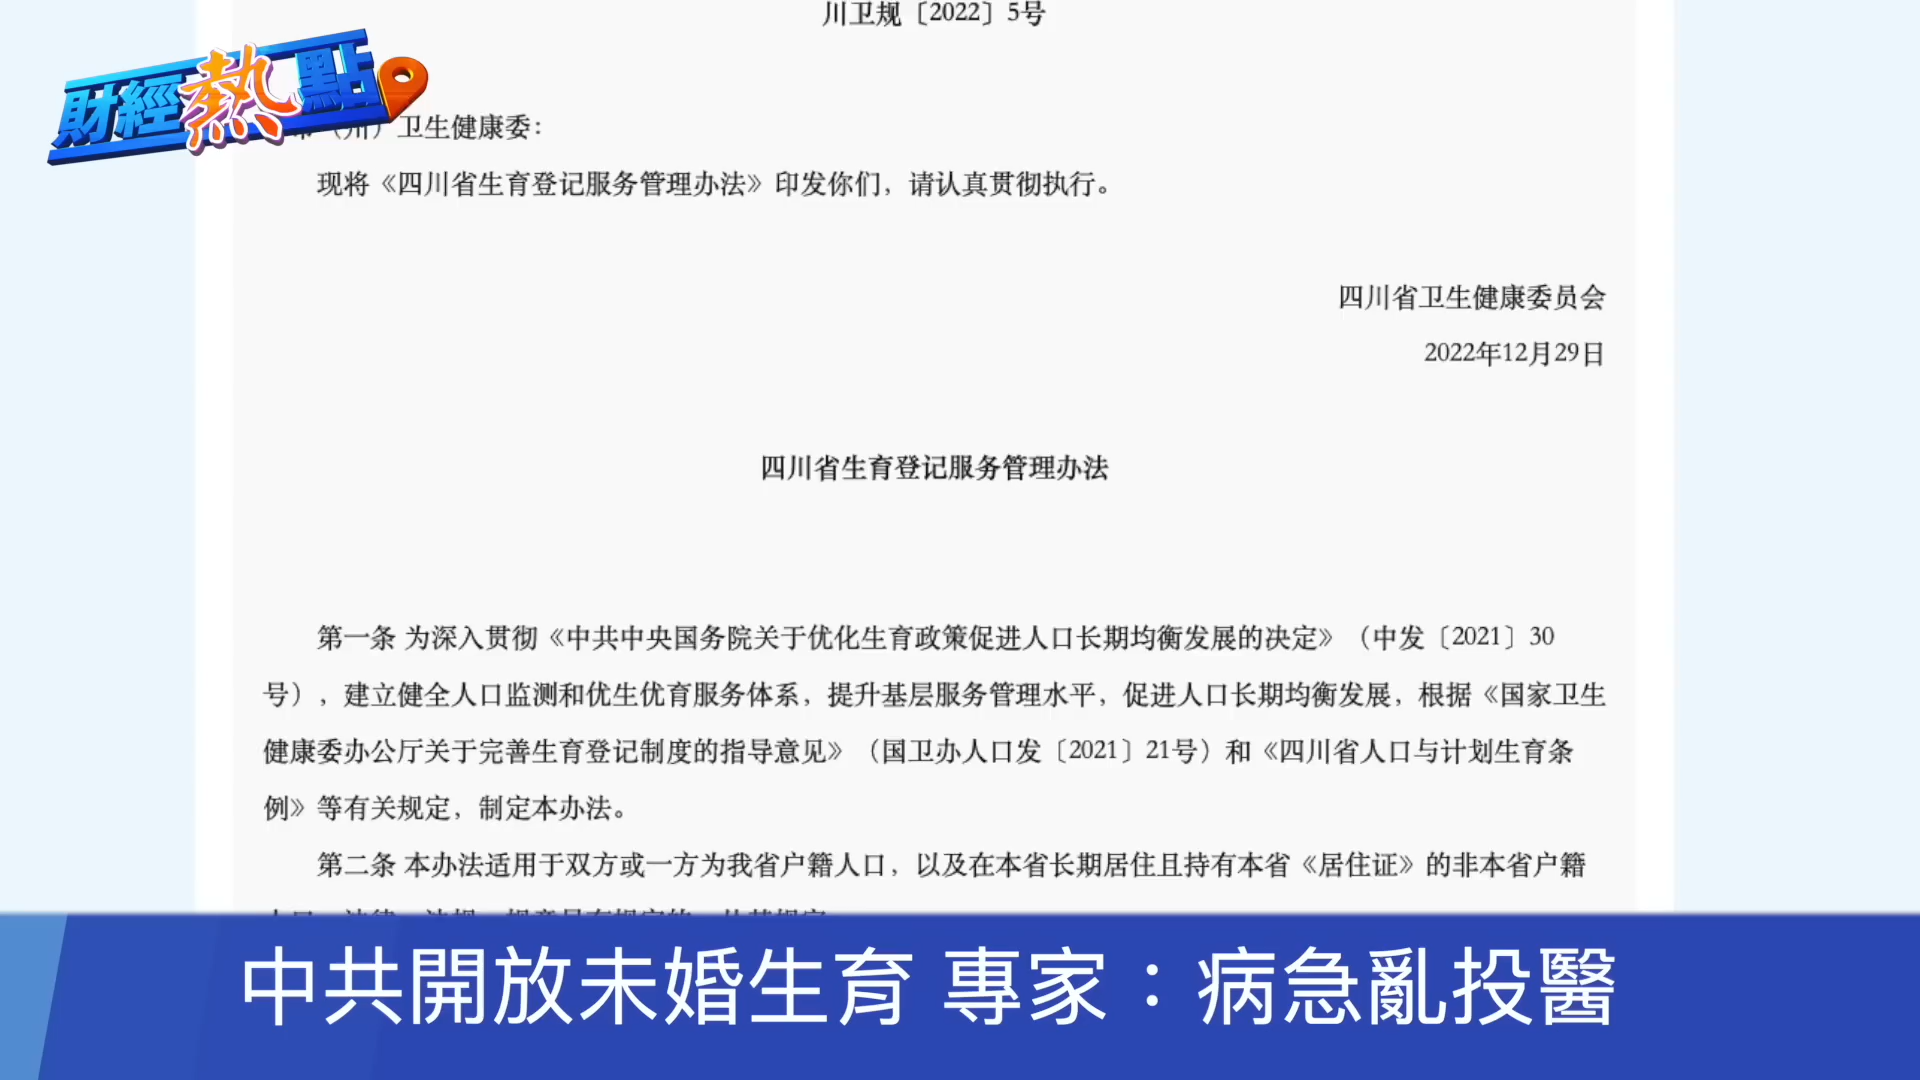 川卫规〔2022〕5号
財經熱點
（州）卫生健康委：
现将《四川省生育登记服务管理办法》印发你们，请认真贯彻执行。
四川省卫生健康委员会
2022年12月29日
四川省生育登记服务管理办法
第一条 为深入贯彻《中共中央国务院关于优化生育政策促进人口长期均衡发展的决定》（中发〔2021〕30
号），建立健全人口监测和优生优育服务体系，提升基层服务管理水平，促进人口长期均衡发展，根据《国家卫生
健康委办公厅关于完善生育登记制度的指导意见》（国卫办人口发〔2021〕21号）和《四川省人口与计划生育条
例》等有关规定，制定本办法。
第二条 本办法适用于双方或一方为我省户籍人口，以及在本省长期居住且持有本省《居住证》的非本省户籍
中共開放未婚生育 專家：病急亂投醫